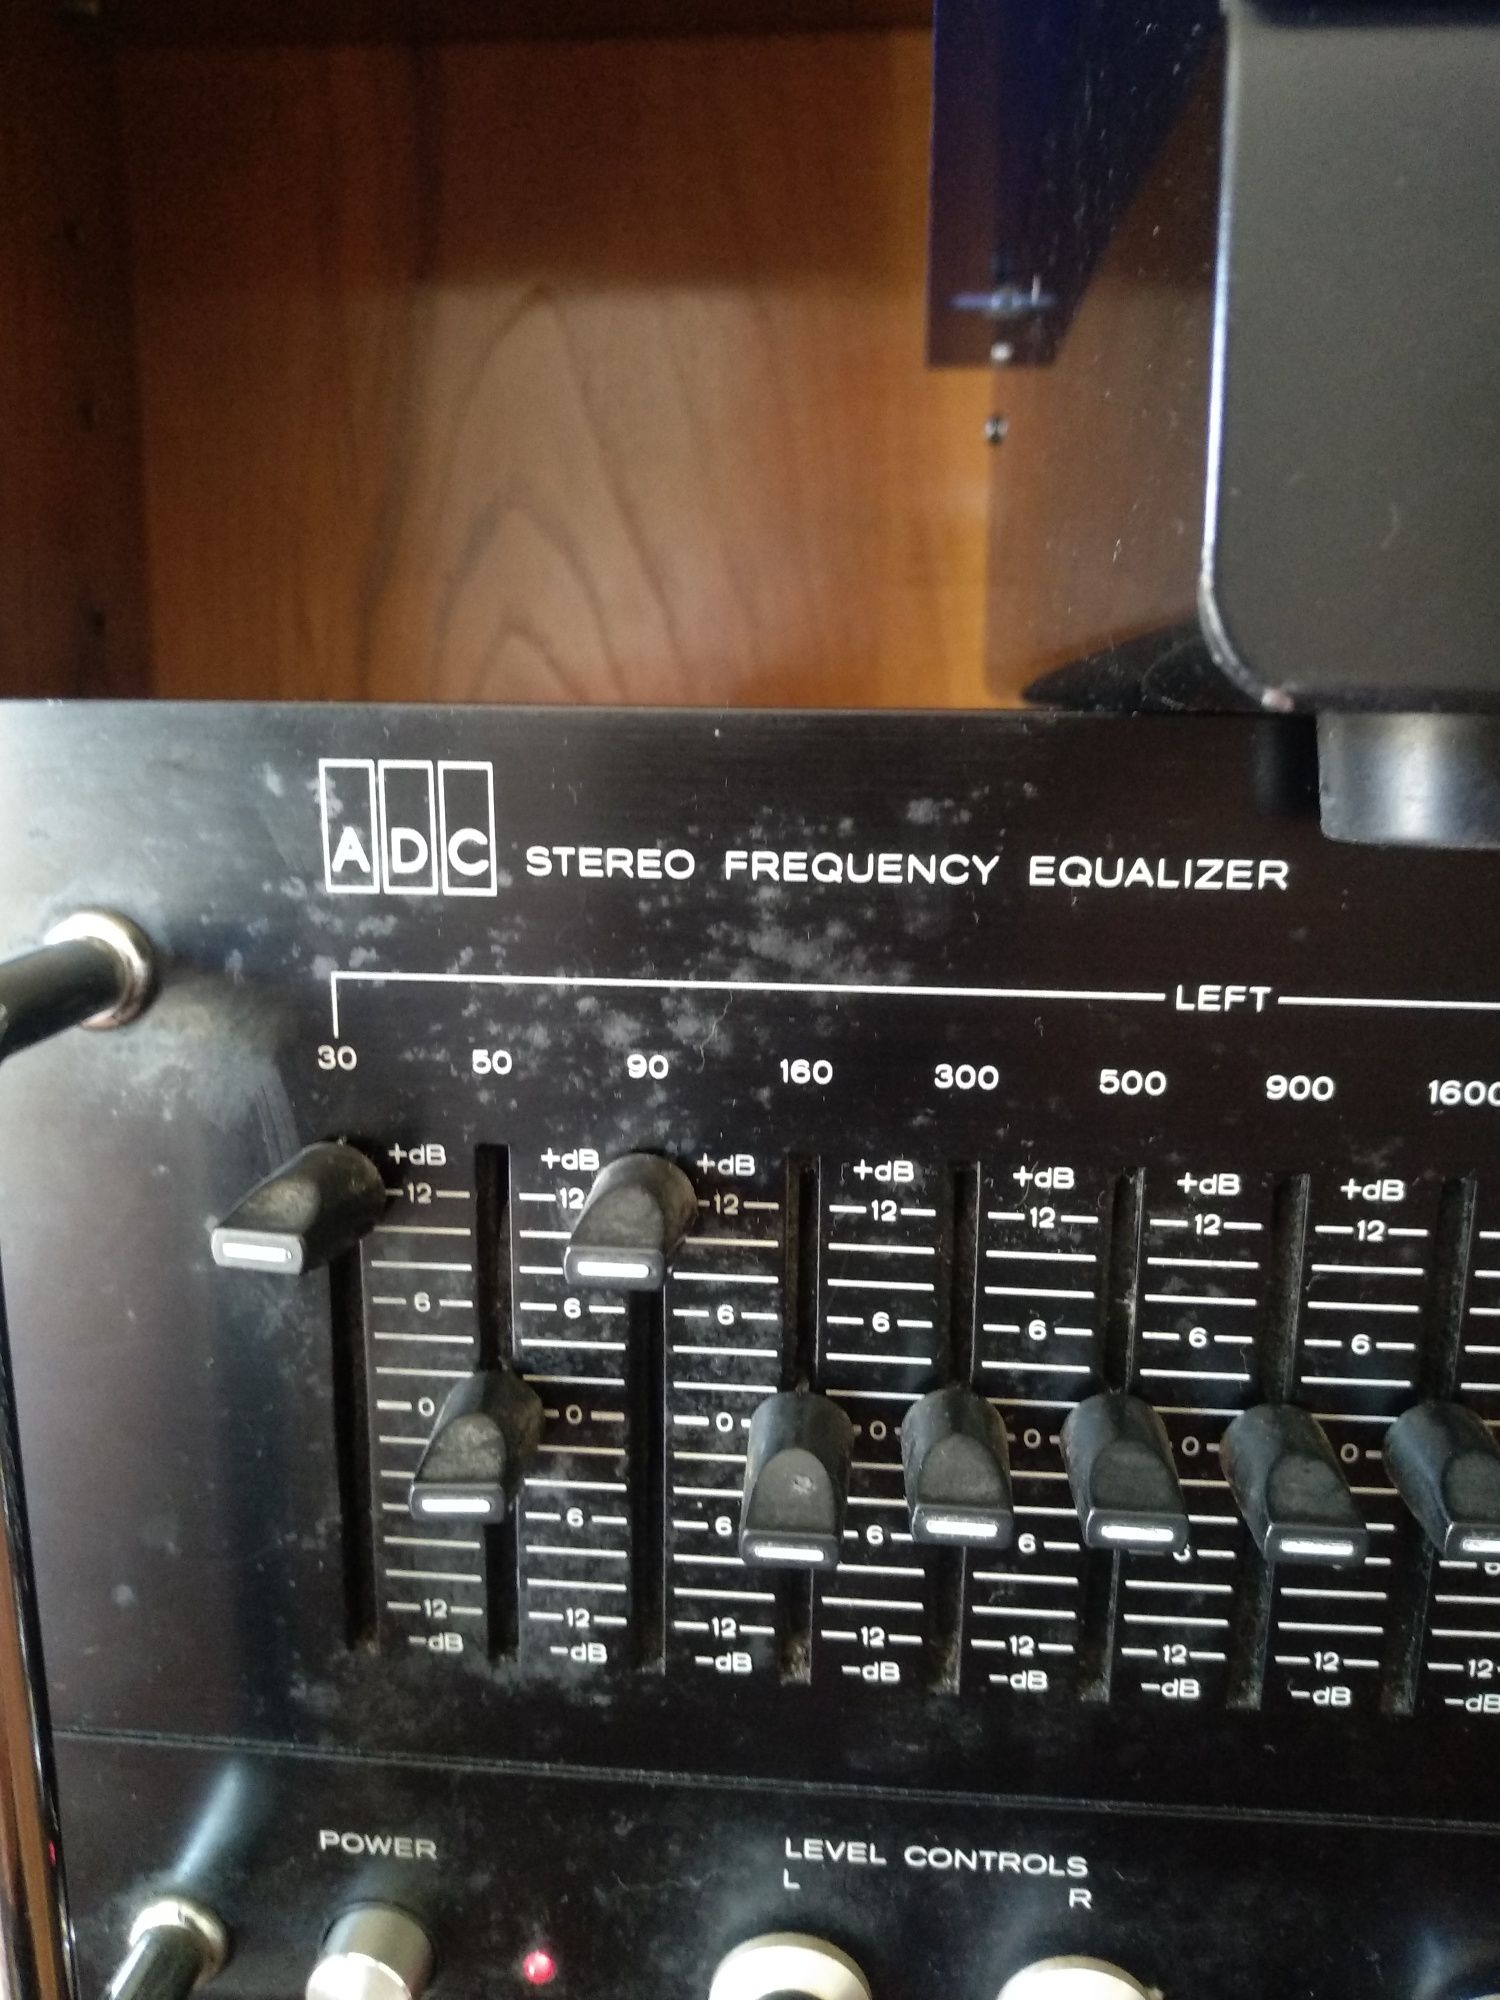 ADC STEREO FREQUENCY EQUALIZER
LEFT
30 50 90 160 300 500 900 1600
+dB +dB +dB +dB +dB +dB +dB
12 12 12 12 12 12 12
6 6 6 6 6 6 6
0 0 0 0 0 0 0
6 6 6 6 6
12 12 12 12 12 12 12 12
-dB -dB -dB -dB -dB -dB -dB -dB
POWER
LEVEL CONTROLS
L R